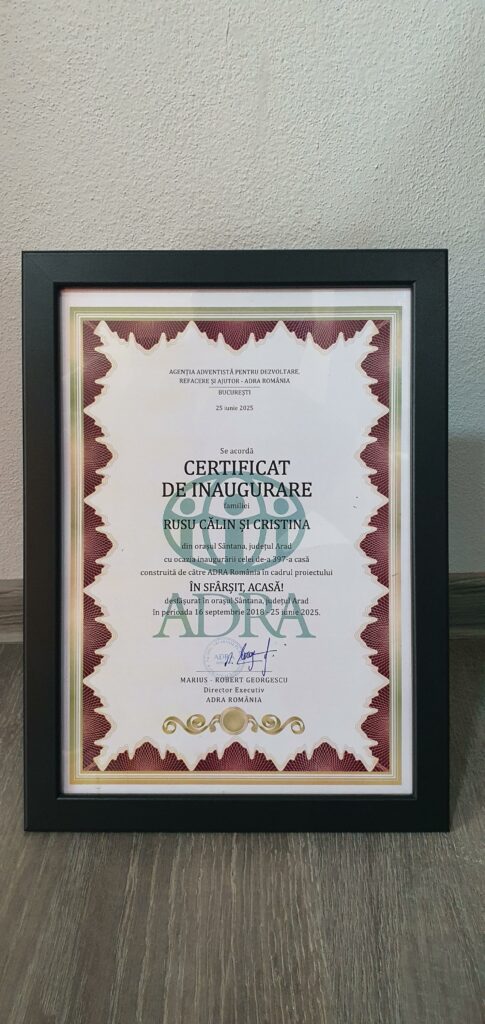 AGENȚIA ADVENTISTĂ PENTRU DEZVOLTARE,
REFACERE ȘI AJUTOR - ADRA ROMÂNIA
BUCUREȘTI
25 iunie 2025
Se acordă
CERTIFICAT
DE INAUGURARE
familiei
RUSU CĂLIN ȘI CRISTINA
din orașul Sântana, județul Arad
cu ocazia inaugurării celei de-a 397-a casă
construită de către ADRA România în cadrul proiectului
ÎN SFÂRȘIT, ACASĂ!
desfășurat în orașul Sântana, județul Arad
în perioada 16 septembrie 2018 - 25 iunie 2025.
ADRA
ADRA
MARIUS - ROBERT GEORGESCU
Director Executiv
ADRA ROMÂNIA